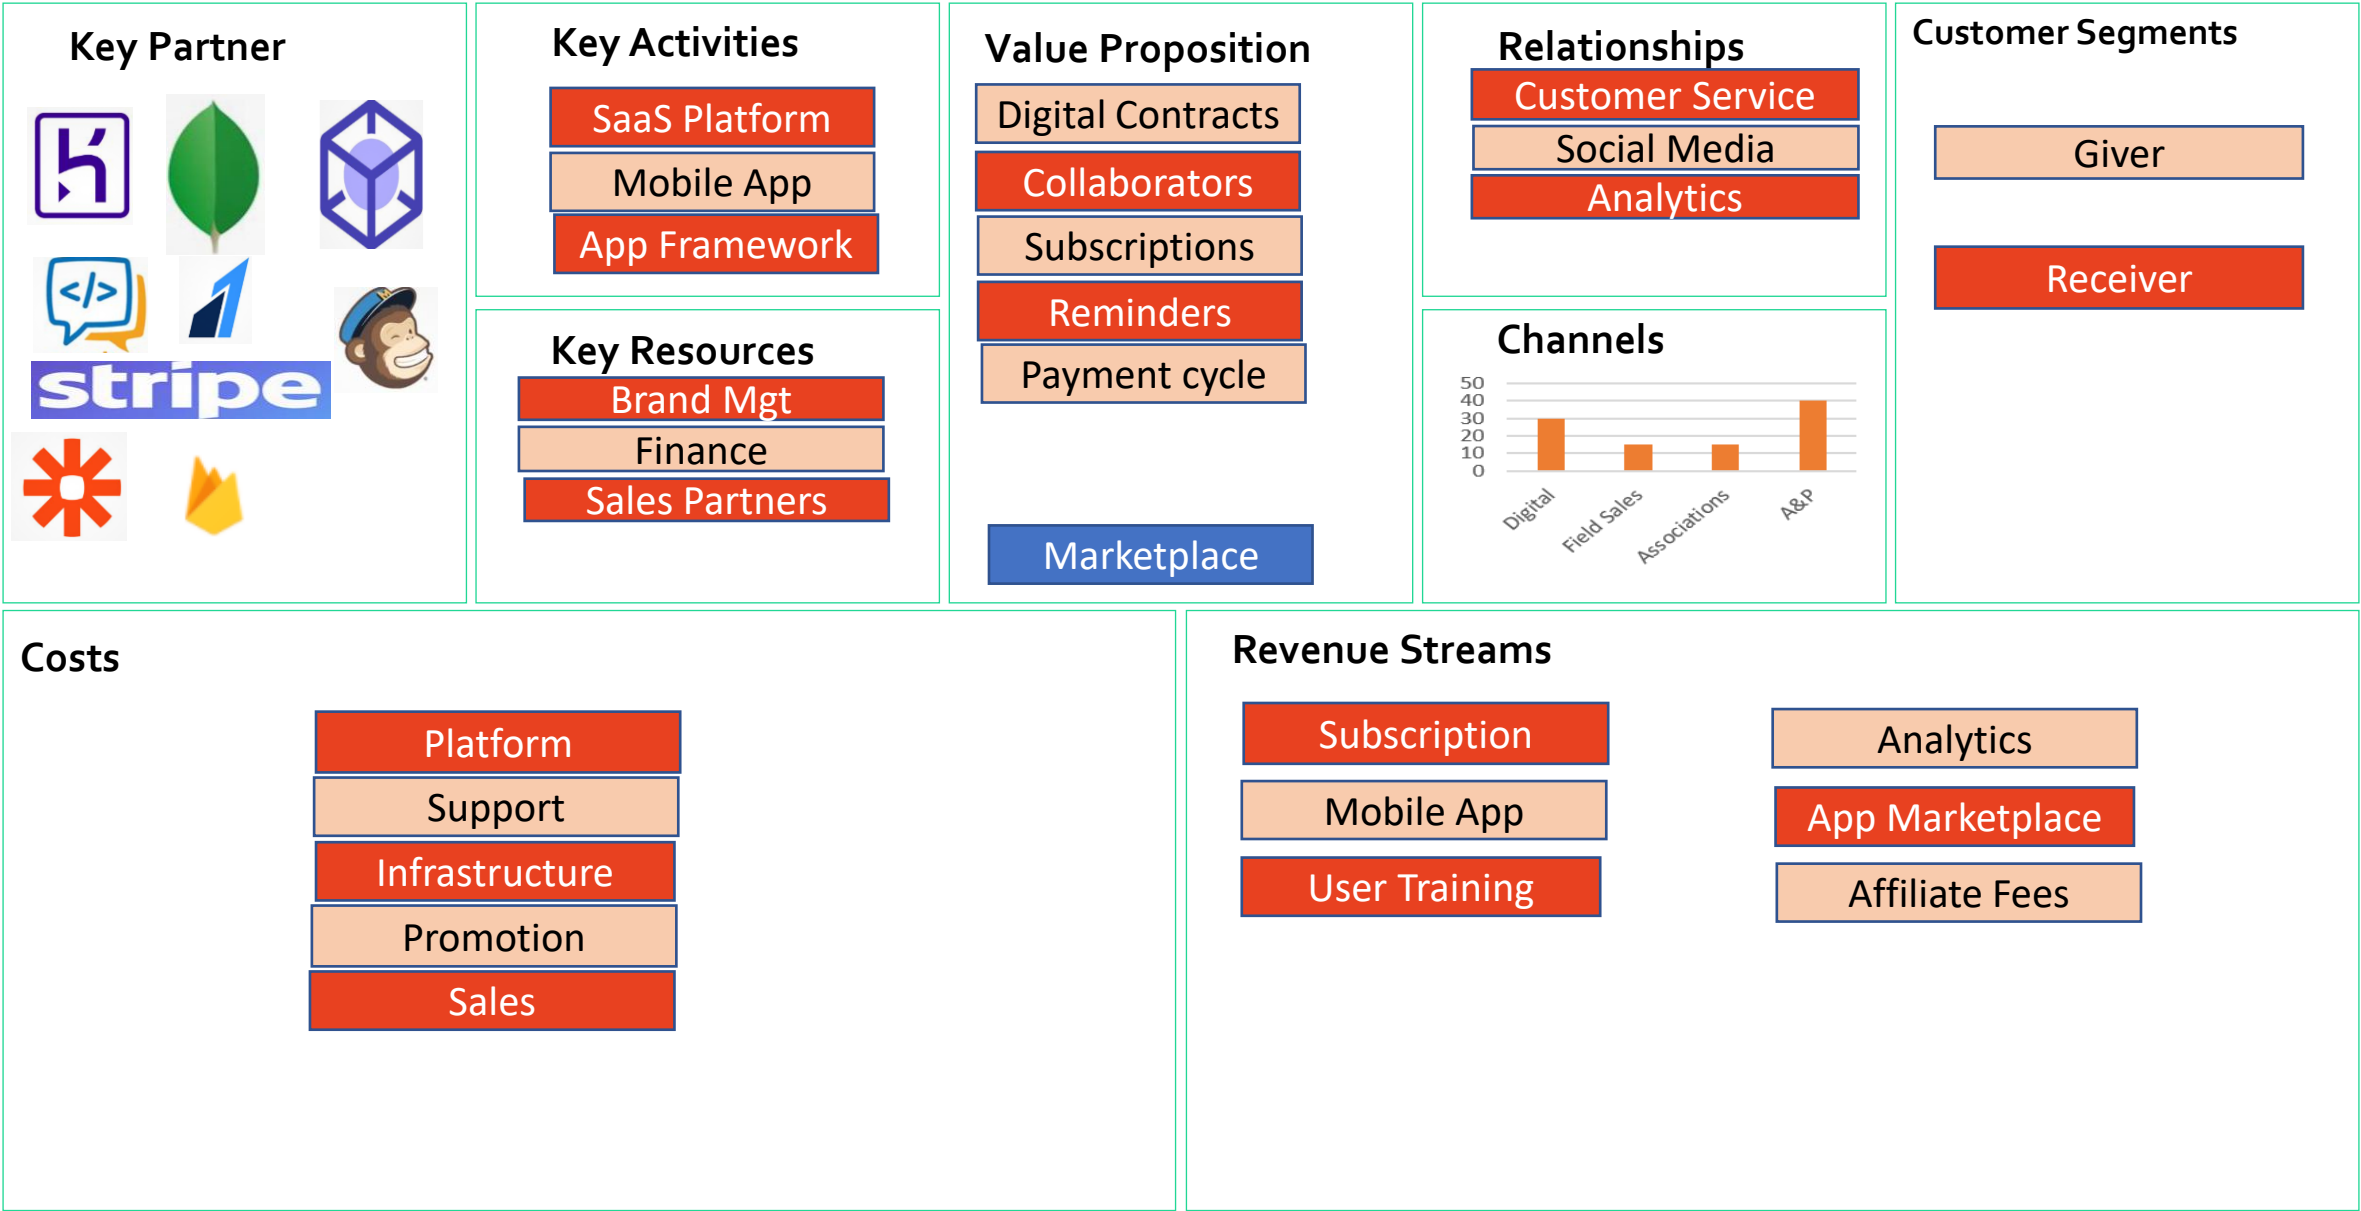 Key Partner
</>
stripe
Key Activities
SaaS Platform
Mobile App
App Framework
Key Resources
Brand Mgt
Finance
Sales Partners
Value Proposition
Digital Contracts
Collaborators
Subscriptions
Reminders
Payment cycle
Marketplace
Relationships
Customer Service
Social Media
Analytics
Channels
50
40
30
20
10
0
Digital
Field Sales
Associations
A&P
Customer Segments
Giver
Receiver
Costs
Platform
Support
Infrastructure
Promotion
Sales
Revenue Streams
Subscription
Mobile App
User Training
Analytics
App Marketplace
Affiliate Fees